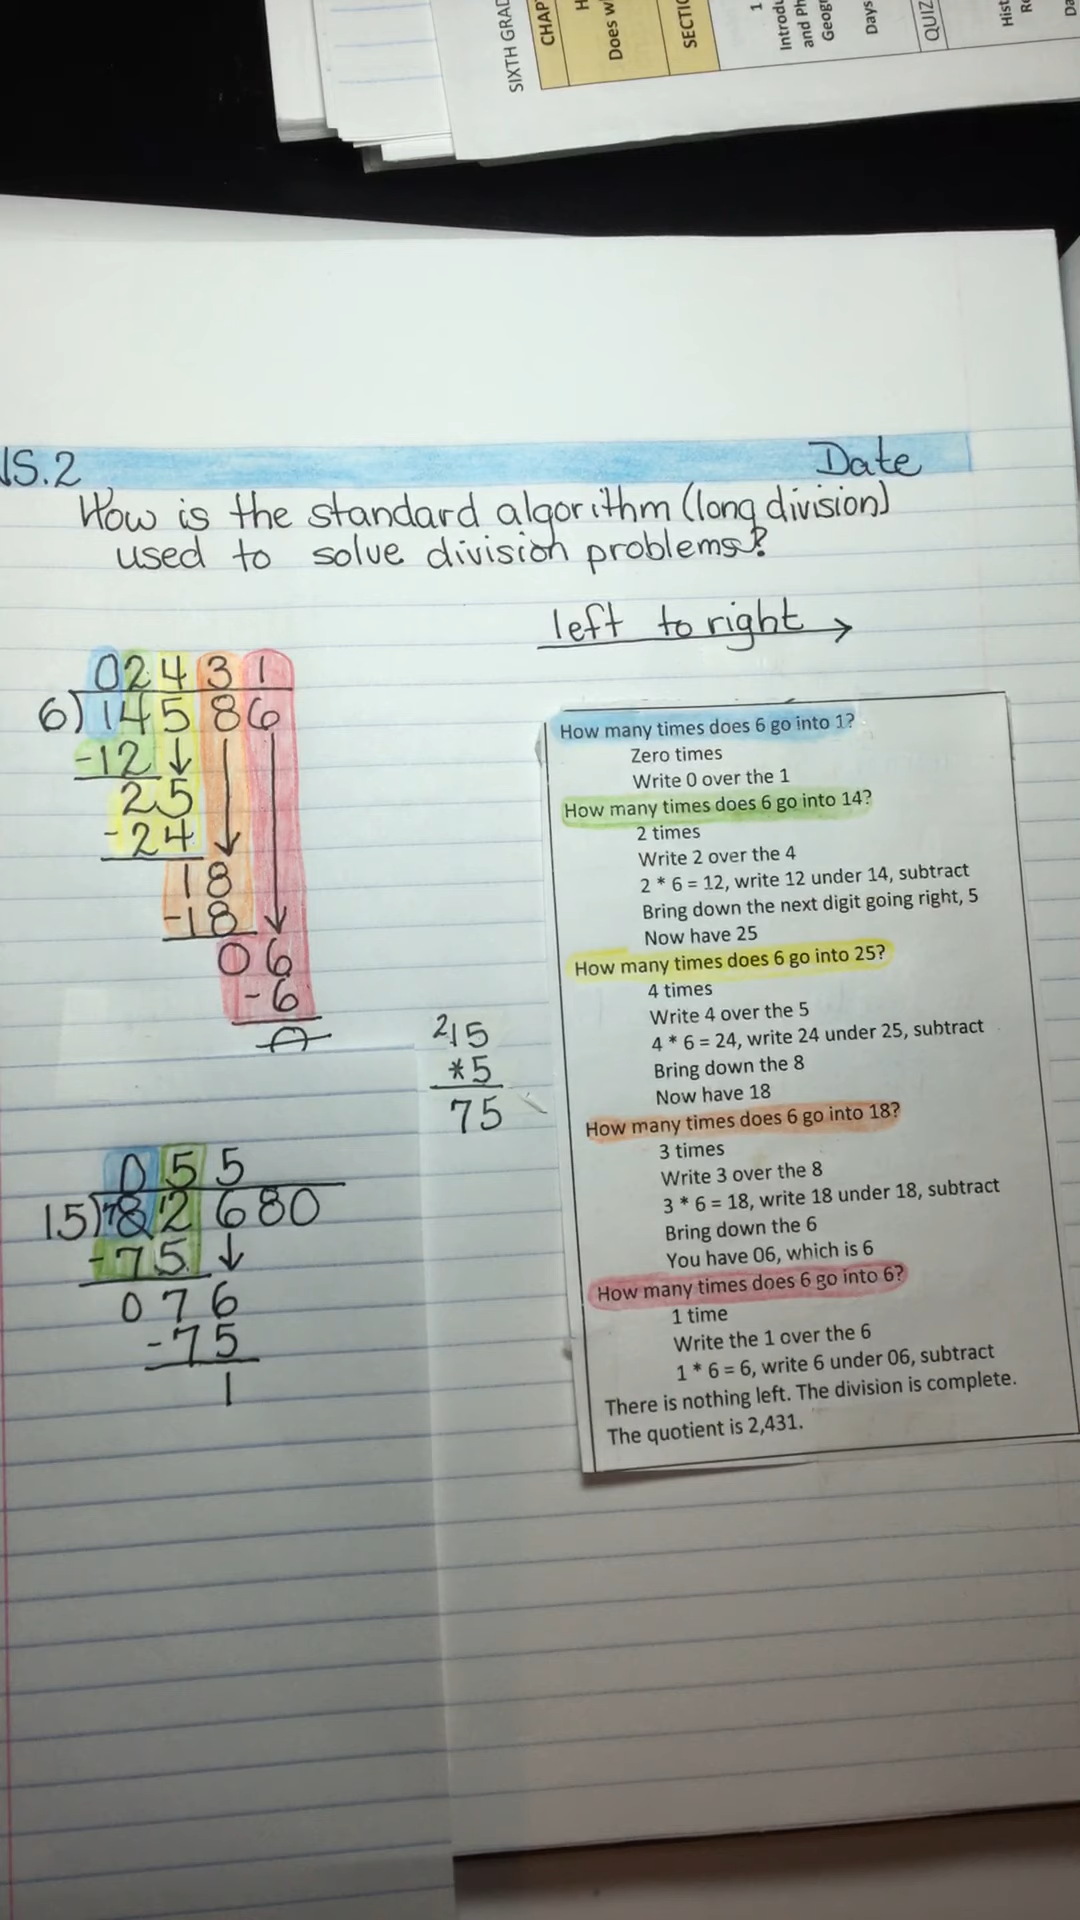 SIXTH GRAD
CHAP
H
Does w
SECTIO
1
Introdu
and Ph
Geogr
Days
QUIZ
Hist
Re
Da
NS.2 Date
How is the standard algorithm (long division)
used to solve division problems?
left to right →
02431
6)14586
-12↓
25
-24
18
-18
06
-6
0
215
*5
75
055
15)82680
-75↓
076
-75
1
How many times does 6 go into 1?
Zero times
Write 0 over the 1
How many times does 6 go into 14?
2 times
Write 2 over the 4
2 * 6 = 12, write 12 under 14, subtract
Bring down the next digit going right, 5
Now have 25
How many times does 6 go into 25?
4 times
Write 4 over the 5
4 * 6 = 24, write 24 under 25, subtract
Bring down the 8
Now have 18
How many times does 6 go into 18?
3 times
Write 3 over the 8
3 * 6 = 18, write 18 under 18, subtract
Bring down the 6
You have 06, which is 6
How many times does 6 go into 6?
1 time
Write the 1 over the 6
1 * 6 = 6, write 6 under 06, subtract
There is nothing left. The division is complete.
The quotient is 2,431.